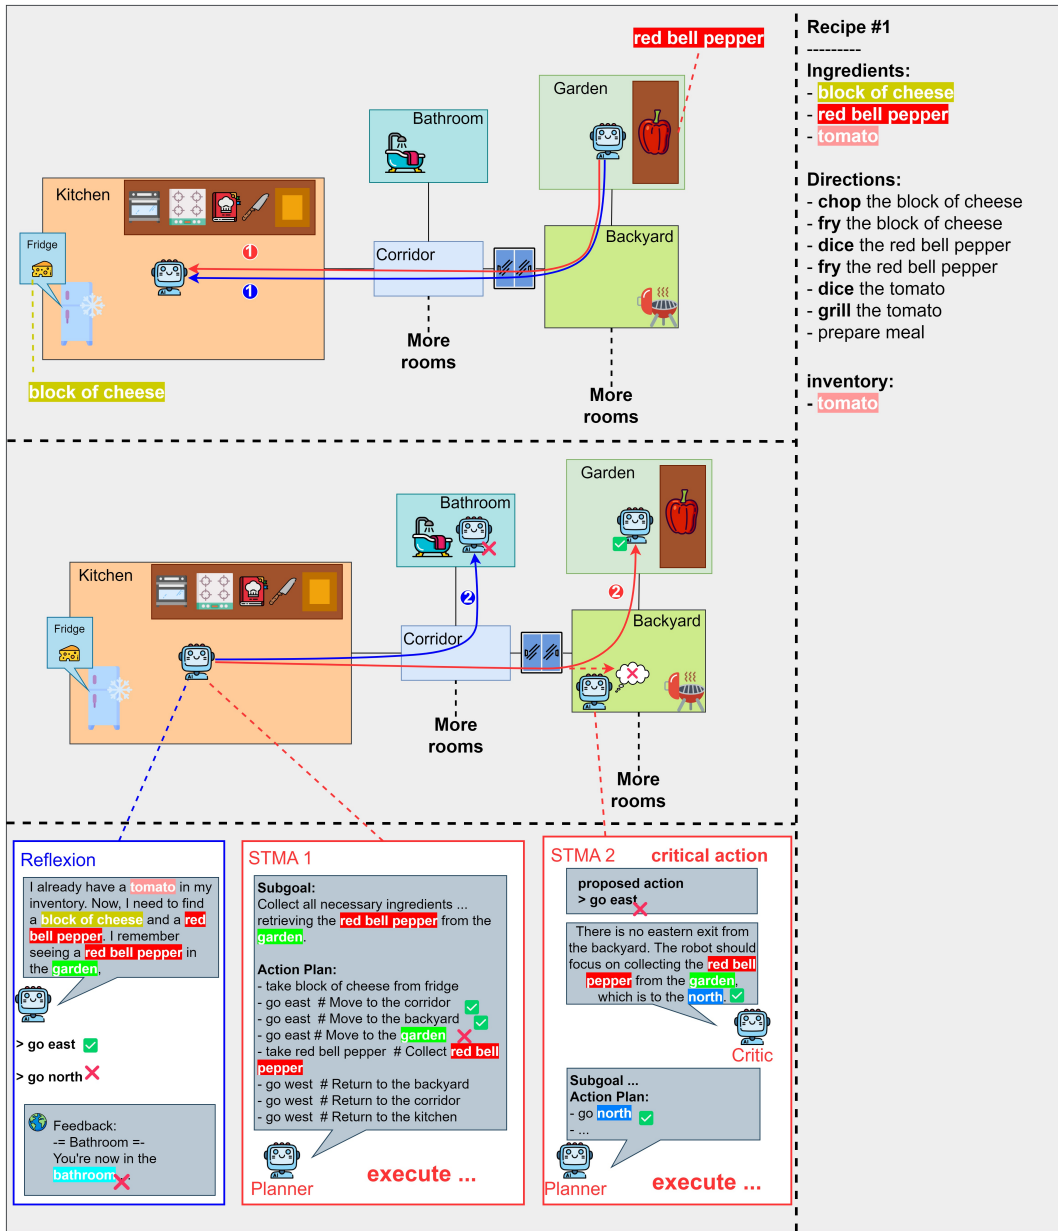 red bell pepper
Garden
Bathroom
Kitchen
Fridge
Corridor
Backyard
1
1
More
rooms
More
rooms
block of cheese
Recipe #1
---------
Ingredients:
- block of cheese
- red bell pepper
- tomato
Directions:
- chop the block of cheese
- fry the block of cheese
- dice the red bell pepper
- fry the red bell pepper
- dice the tomato
- grill the tomato
- prepare meal
inventory:
- tomato
Garden
Bathroom
Kitchen
2
2
Fridge
Corridor
Backyard
More
rooms
More
rooms
Reflexion
I already have a tomato in my
inventory. Now, I need to find
a block of cheese and a red
bell pepper. I remember
seeing a red bell pepper in
the garden,
> go east
> go north
Feedback:
-= Bathroom =-
You're now in the
bathroom
STMA 1
Subgoal:
Collect all necessary ingredients ...
retrieving the red bell pepper from the
garden.
Action Plan:
- take block of cheese from fridge
- go east # Move to the corridor
- go east # Move to the backyard
- go east # Move to the garden
- take red bell pepper # Collect red bell
pepper
- go west # Return to the backyard
- go west # Return to the corridor
- go west # Return to the kitchen
Planner
execute ...
STMA 2
critical action
proposed action
> go east
There is no eastern exit from
the backyard. The robot should
focus on collecting the red bell
pepper from the garden,
which is to the north.
Critic
Subgoal ...
Action Plan:
- go north
- ...
Planner
execute ...